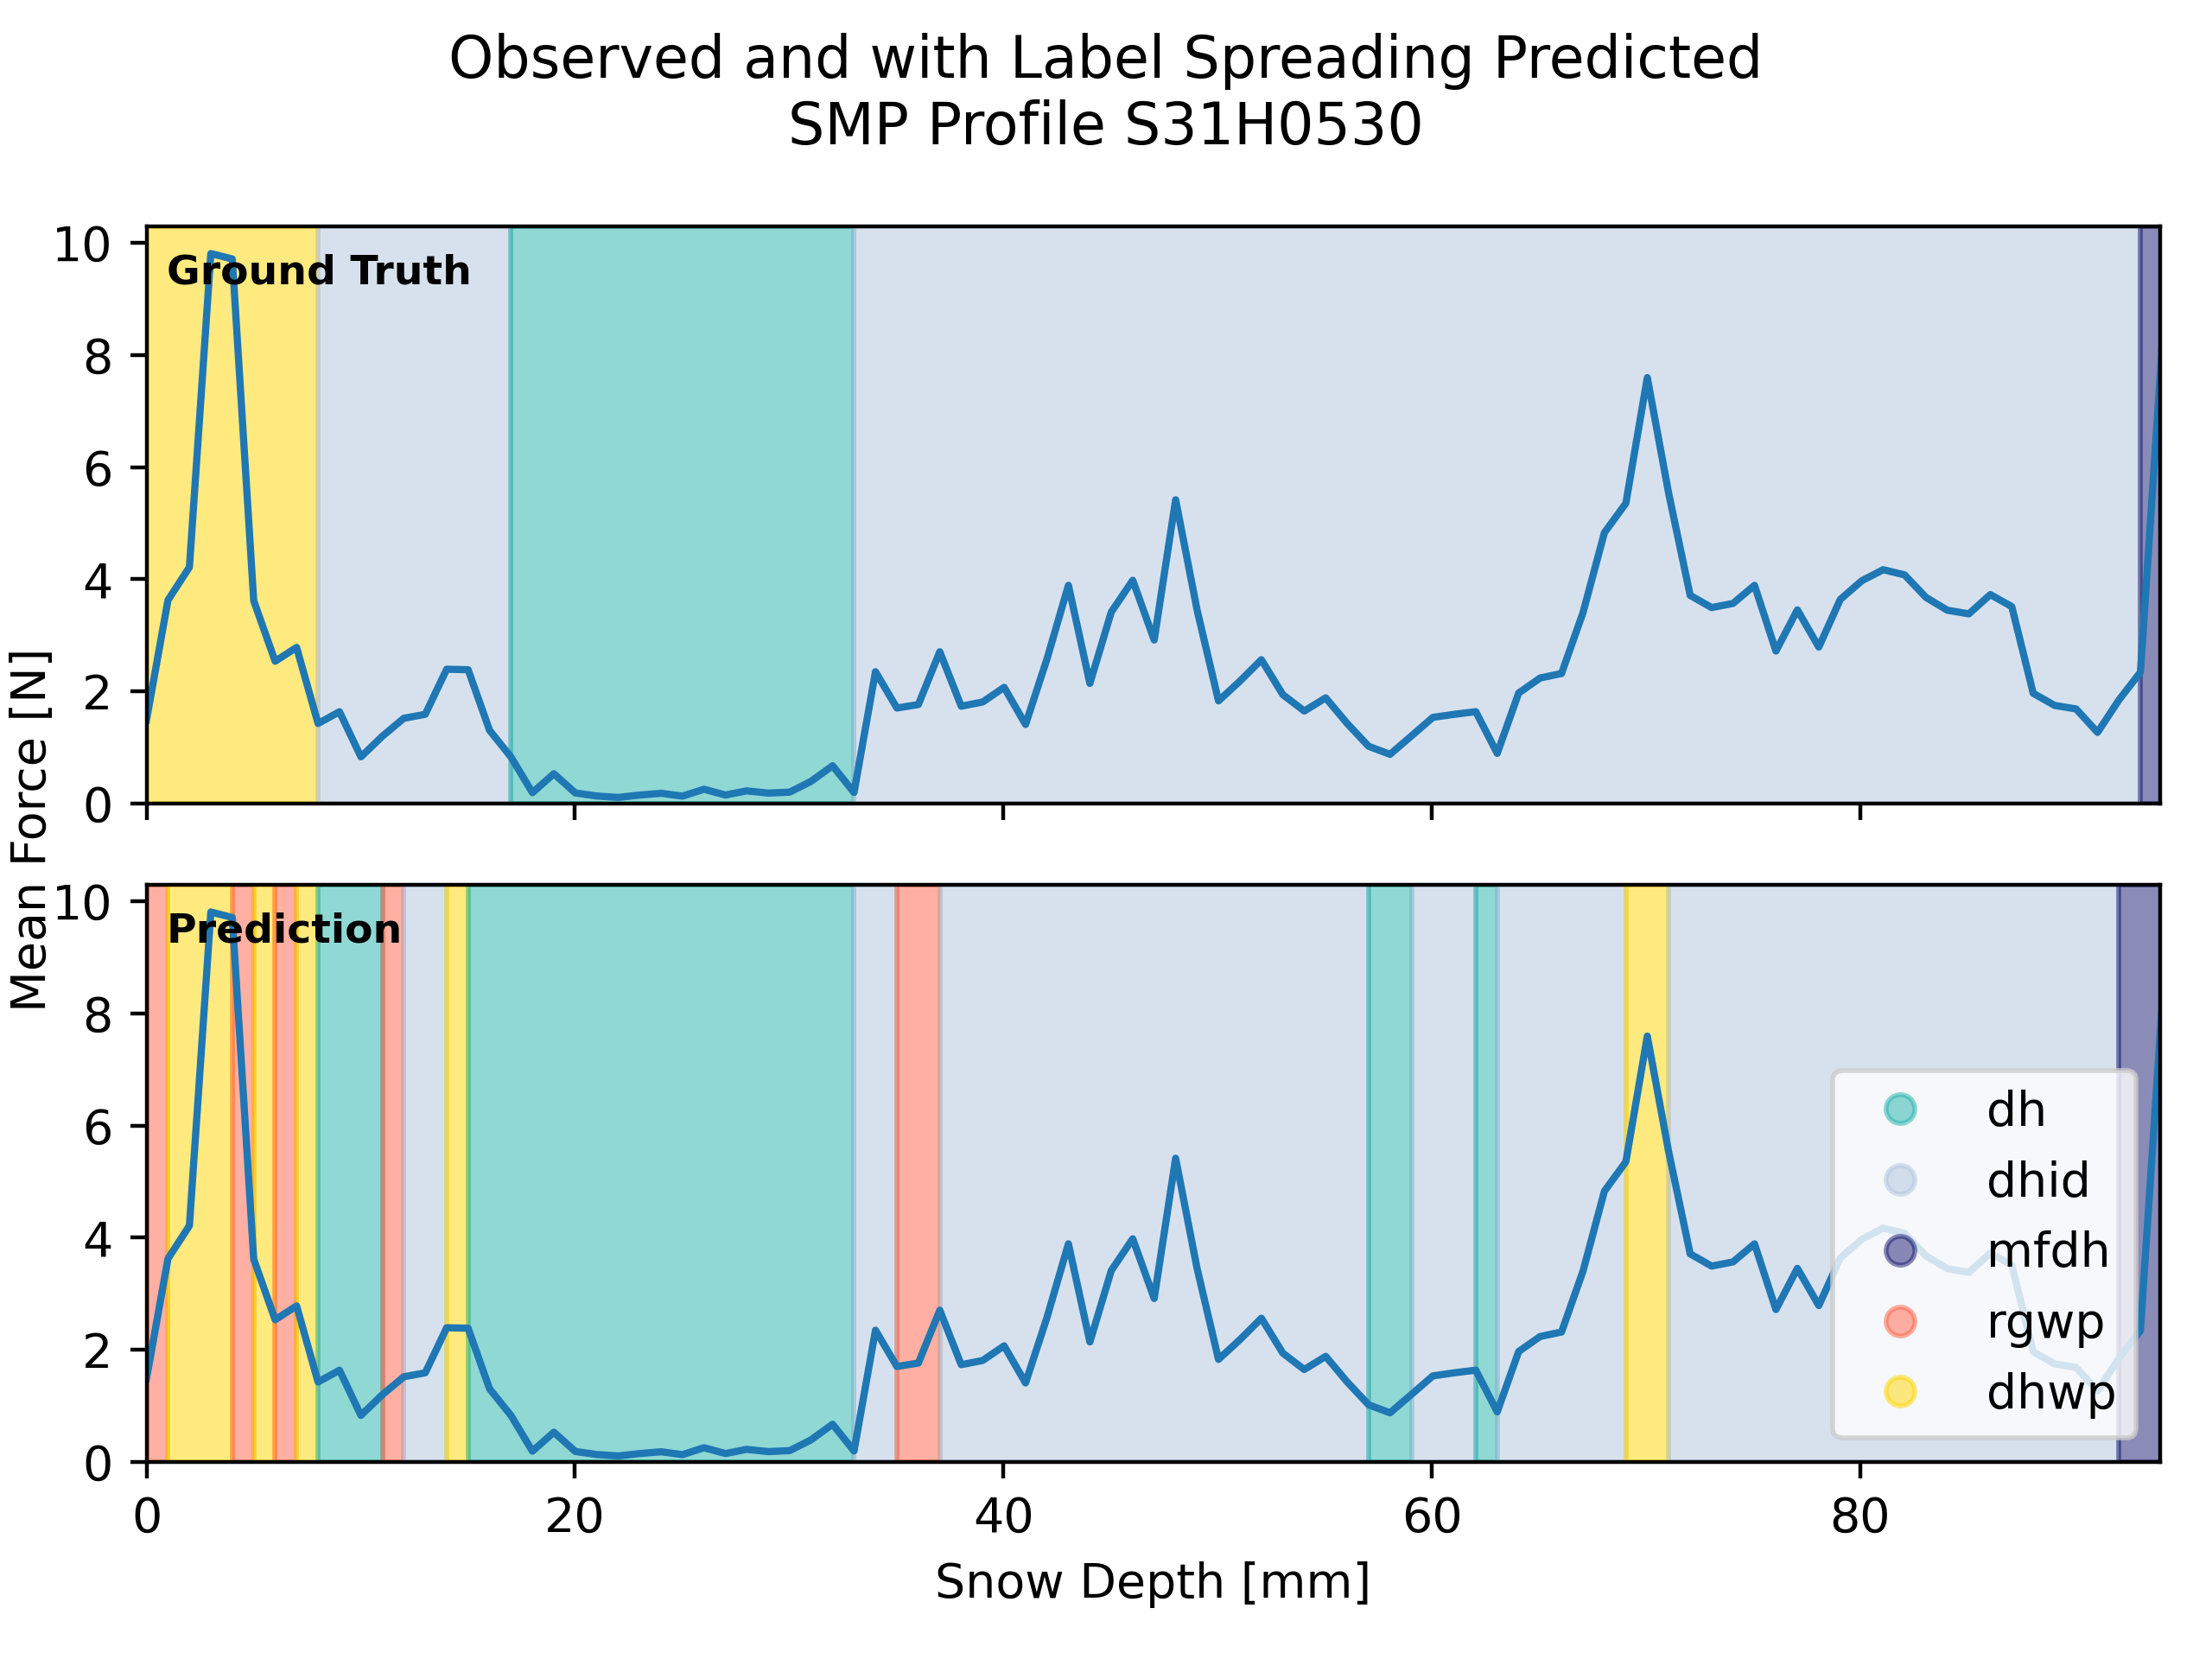 Observed and with Label Spreading Predicted
SMP Profile S31H0530
Mean Force [N]
10
8
6
4
2
0
Ground Truth
10
8
6
4
2
0
Prediction
dh
dhid
mfdh
rgwp
dhwp
0 20 40 60 80
Snow Depth [mm]